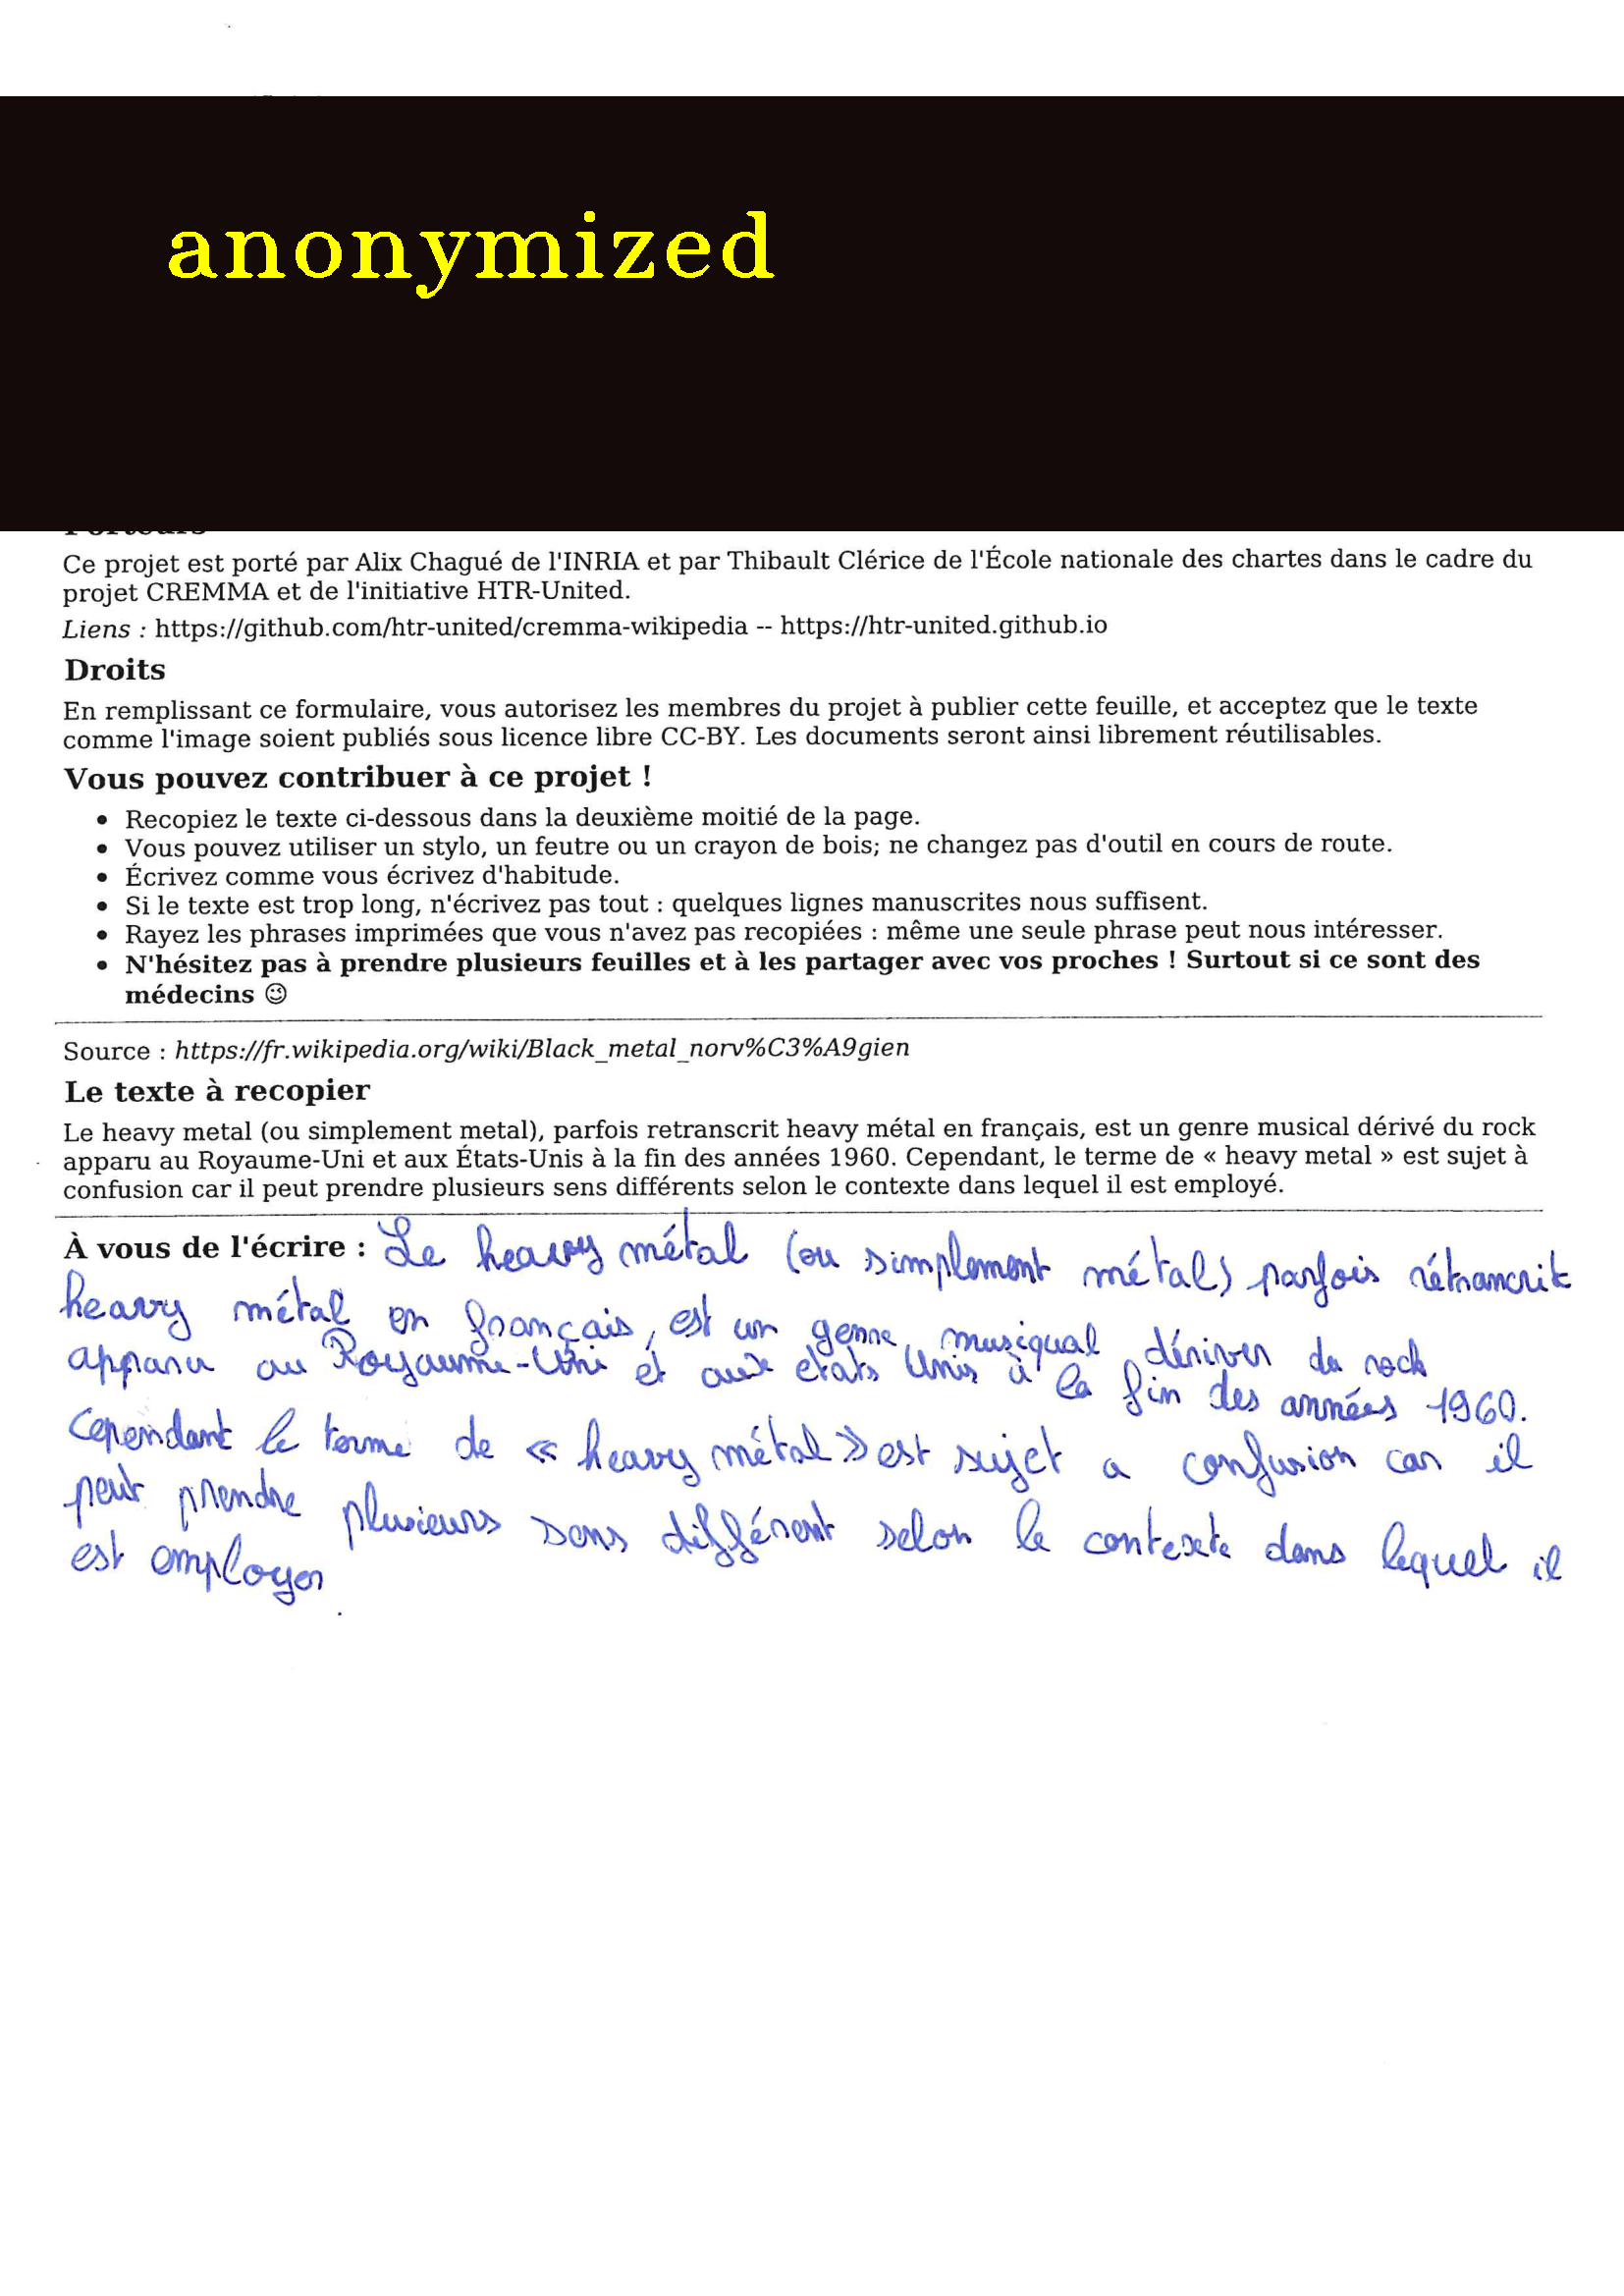 anonymized
Ce projet est porté par Alix Chagué de l'INRIA et par Thibault Clérice de l'École nationale des chartes dans le cadre du
projet CREMMA et de l'initiative HTR-United.
Liens : https://github.com/htr-united/cremma-wikipedia -- https://htr-united.github.io
Droits
En remplissant ce formulaire, vous autorisez les membres du projet à publier cette feuille, et acceptez que le texte
comme l'image soient publiés sous licence libre CC-BY. Les documents seront ainsi librement réutilisables.
Vous pouvez contribuer à ce projet !
• Recopiez le texte ci-dessous dans la deuxième moitié de la page.
• Vous pouvez utiliser un stylo, un feutre ou un crayon de bois; ne changez pas d'outil en cours de route.
• Écrivez comme vous écrivez d'habitude.
• Si le texte est trop long, n'écrivez pas tout : quelques lignes manuscrites nous suffisent.
• Rayez les phrases imprimées que vous n'avez pas recopiées : même une seule phrase peut nous intéresser.
• N'hésitez pas à prendre plusieurs feuilles et à les partager avec vos proches ! Surtout si ce sont des
médecins 😉
Source : https://fr.wikipedia.org/wiki/Black_metal_norv%C3%A9gien
Le texte à recopier
Le heavy metal (ou simplement metal), parfois retranscrit heavy métal en français, est un genre musical dérivé du rock
apparu au Royaume-Uni et aux États-Unis à la fin des années 1960. Cependant, le terme de « heavy metal » est sujet à
confusion car il peut prendre plusieurs sens différents selon le contexte dans lequel il est employé.
À vous de l'écrire : Le heavy métal (ou simplement métal) parfois rétrancrit
heavy métal en français, est un genre musiqual dériver du rock
apparu au Royaume-Uni et aux etats Unis à la fin des années 1960.
Cependant le terme de « heavy métal » est sujet a confusion car il
peut prendre plusieurs sens différent selon le contexte dans lequel il
est employer.